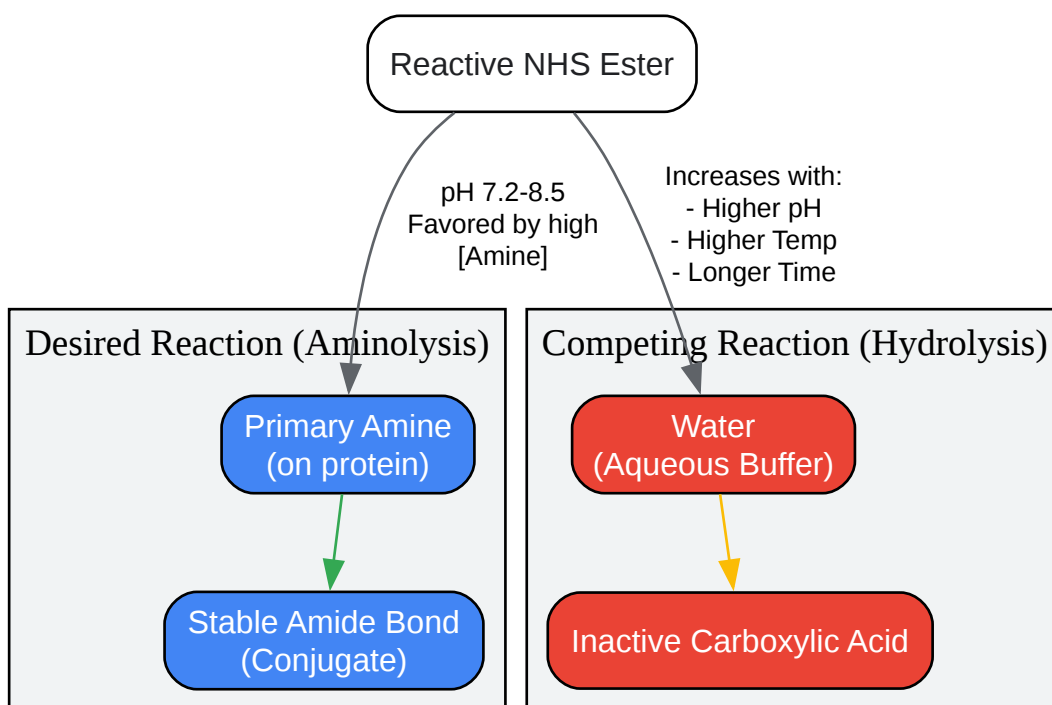 Reactive NHS Ester
pH 7.2-8.5
Favored by high
[Amine]
Increases with:
- Higher pH
- Higher Temp
- Longer Time
Desired Reaction (Aminolysis)
Primary Amine
(on protein)
Stable Amide Bond
(Conjugate)
Competing Reaction (Hydrolysis)
Water
(Aqueous Buffer)
Inactive Carboxylic Acid